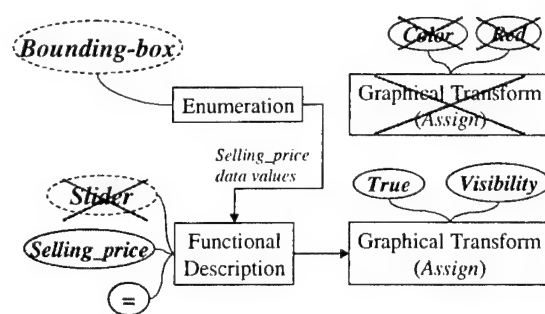 Bounding-box
Color Red
Enumeration
Graphical Transform
(Assign)
Selling_price
data values
Slider
True Visibility
Selling_price
Functional
Description
Graphical Transform
(Assign)
=